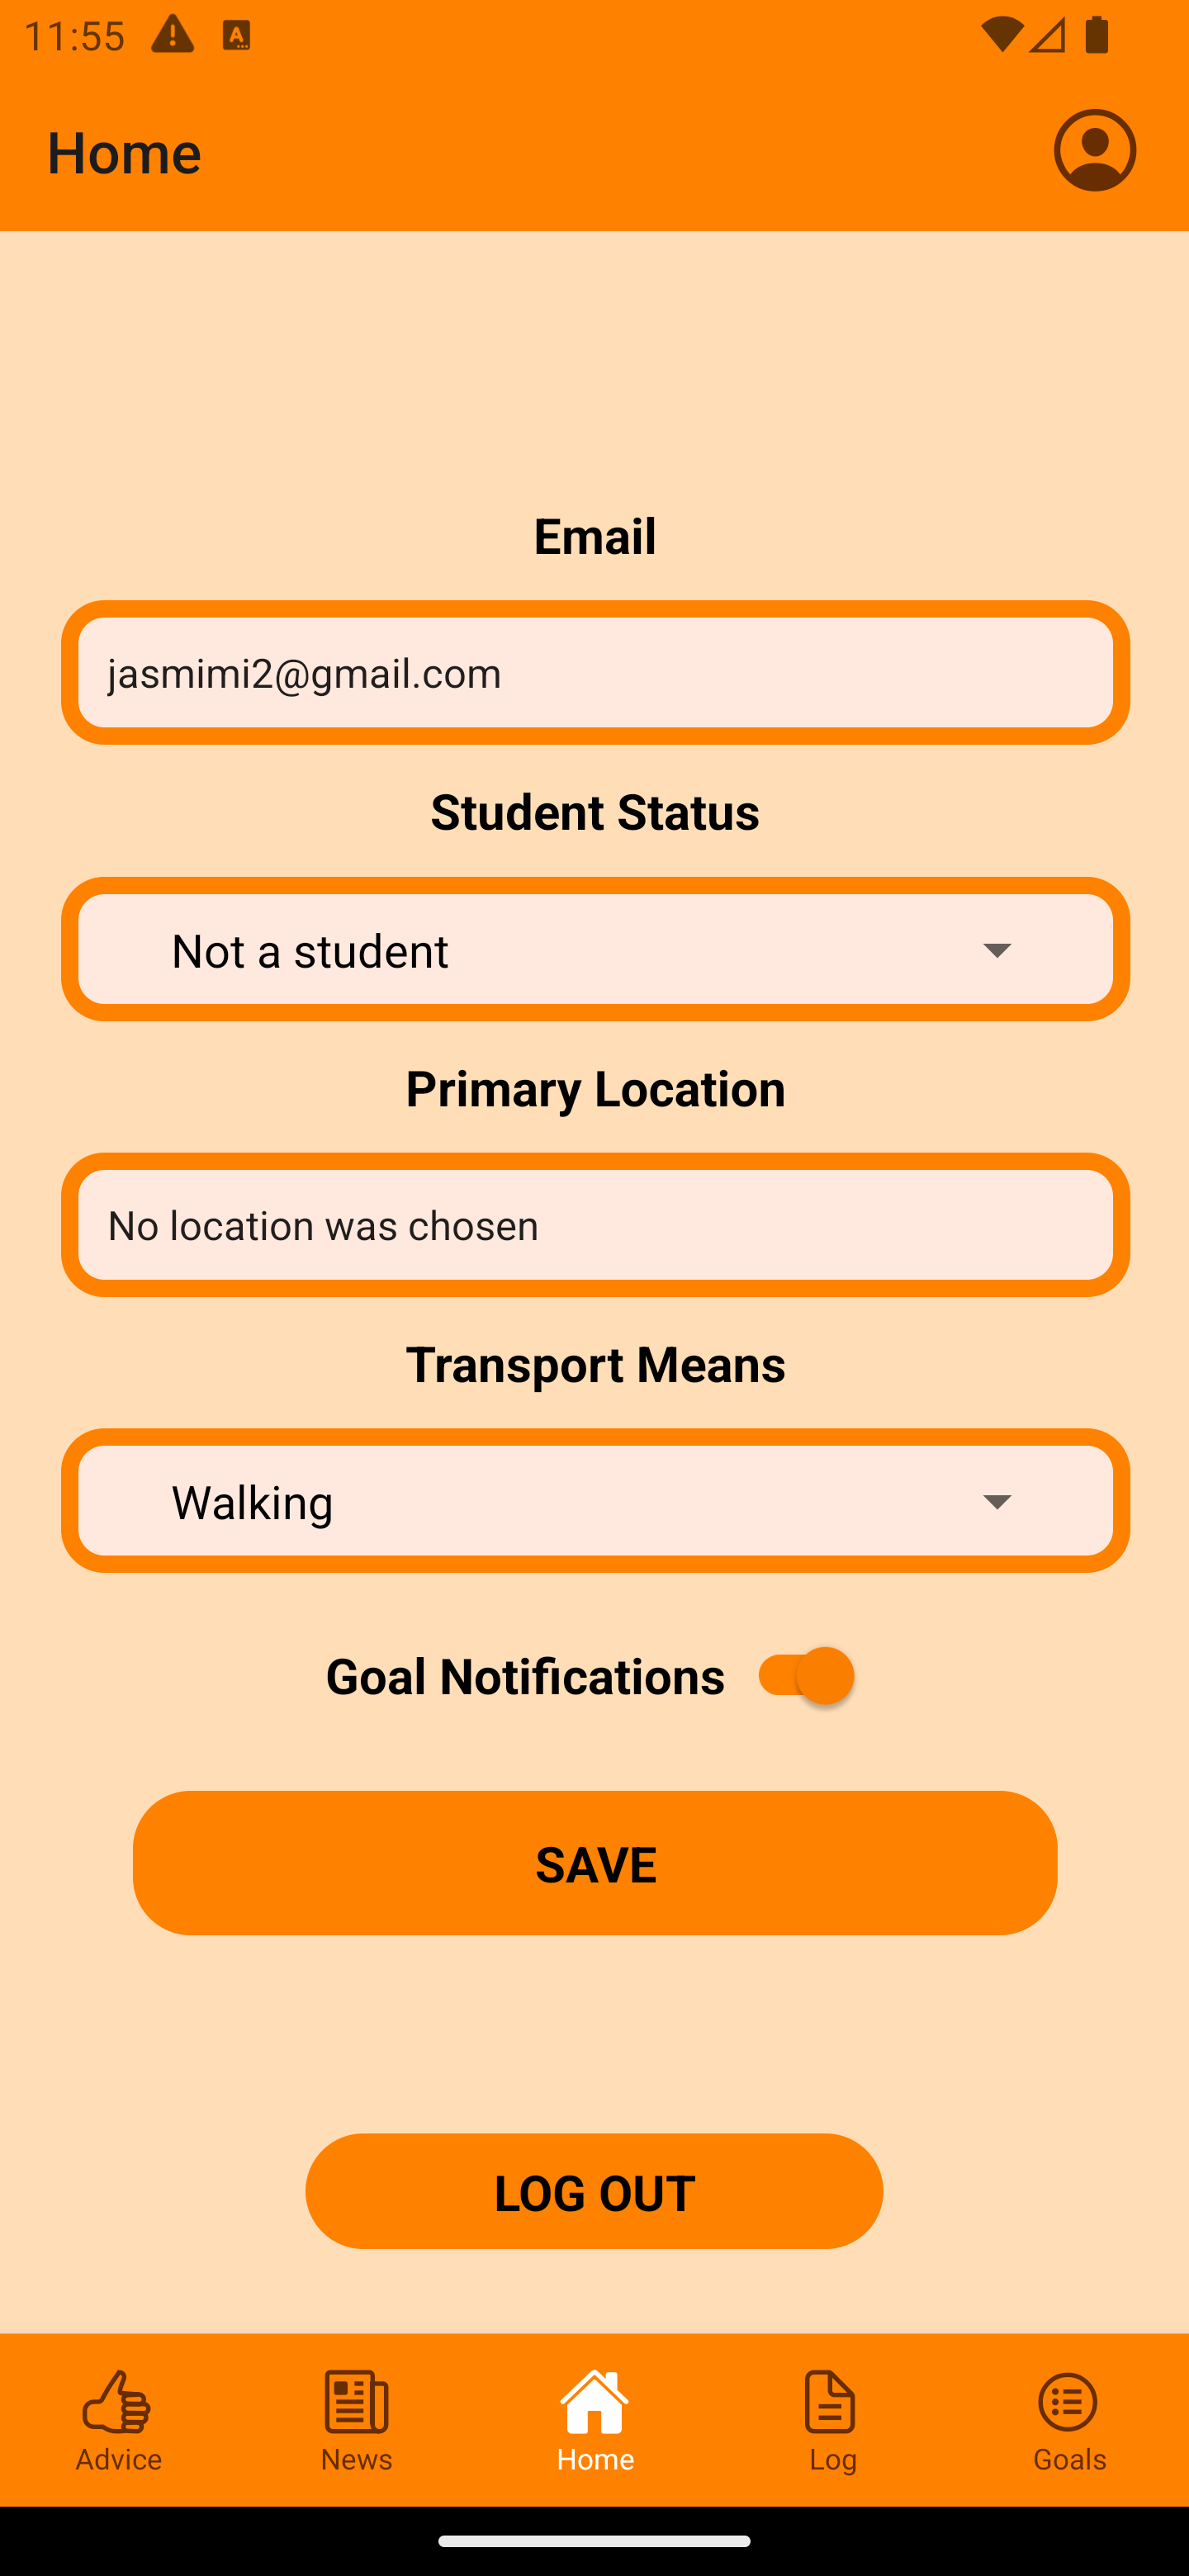 11:55
Home
Email
jasmimi2@gmail.com
Student Status
Not a student
Primary Location
No location was chosen
Transport Means
Walking
Goal Notifications
SAVE
LOG OUT
Advice News Home Log Goals